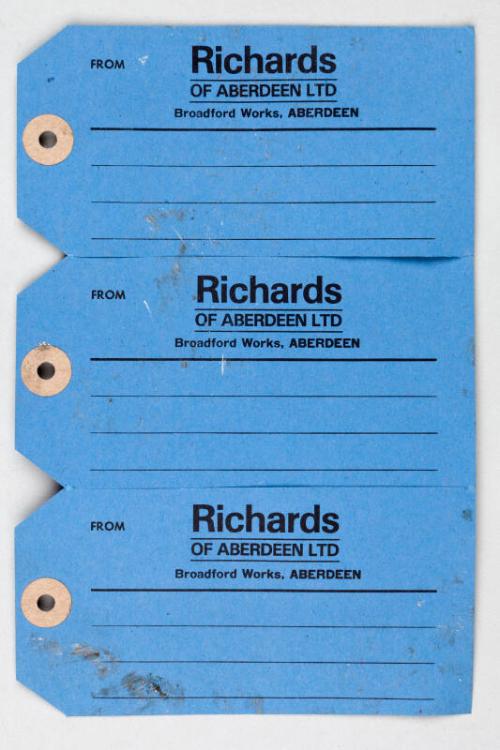 FROM
Richards
OF ABERDEEN LTD
Broadford Works, ABERDEEN
FROM
Richards
OF ABERDEEN LTD
Broadford Works, ABERDEEN
FROM
Richards
OF ABERDEEN LTD
Broadford Works, ABERDEEN